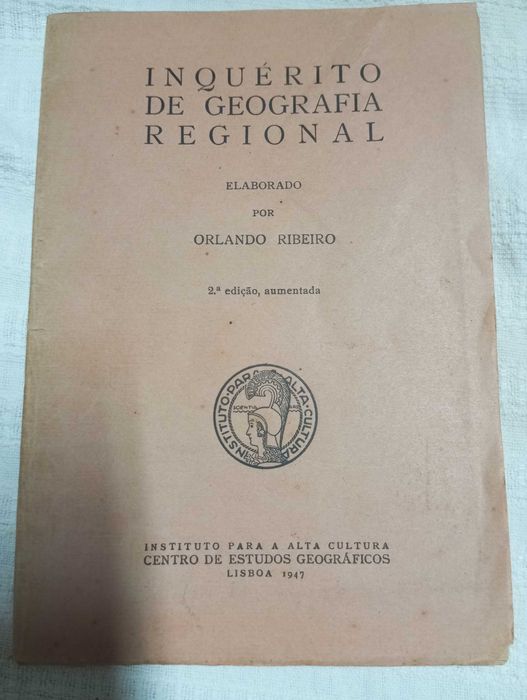 INQUÉRITO
DE GEOGRAFIA
REGIONAL
ELABORADO
POR
ORLANDO RIBEIRO
2.ª edição, aumentada
INSTITUTO·PARA·A·ALTA·CULTURA
SCIENTIA
INSTITUTO PARA A ALTA CULTURA
CENTRO DE ESTUDOS GEOGRÁFICOS
LISBOA 1947